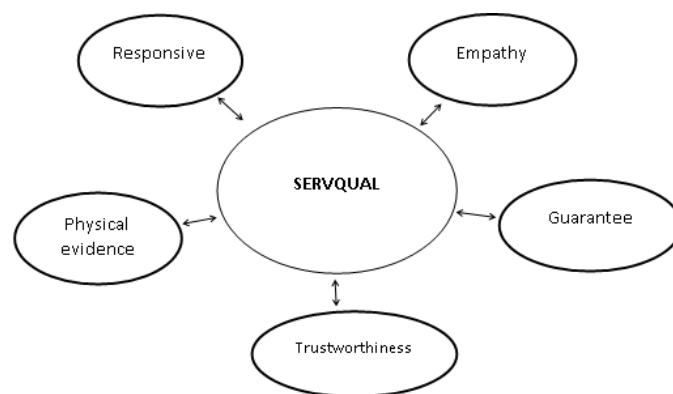 Responsive
Empathy
SERVQUAL
Physical
evidence
Guarantee
Trustworthiness